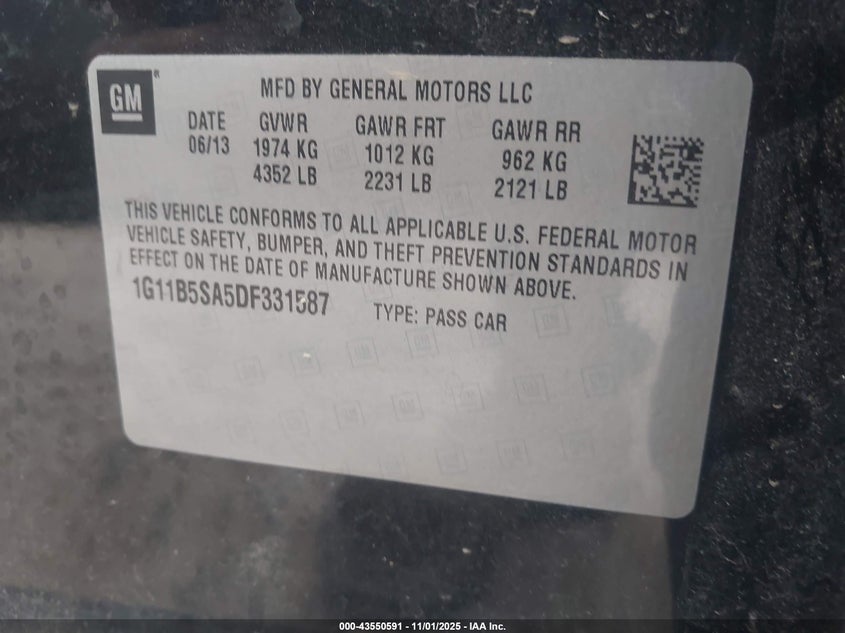 GM®
MFD BY GENERAL MOTORS LLC
DATE GVWR GAWR FRT GAWR RR
06/13 1974 KG 1012 KG 962 KG
4352 LB 2231 LB 2121 LB
THIS VEHICLE CONFORMS TO ALL APPLICABLE U.S. FEDERAL MOTOR
VEHICLE SAFETY, BUMPER, AND THEFT PREVENTION STANDARDS IN
EFFECT ON THE DATE OF MANUFACTURE SHOWN ABOVE.
1G11B5SA5DF331587 TYPE: PASS CAR
000-43550591 - 11/01/2025 - IAA Inc.